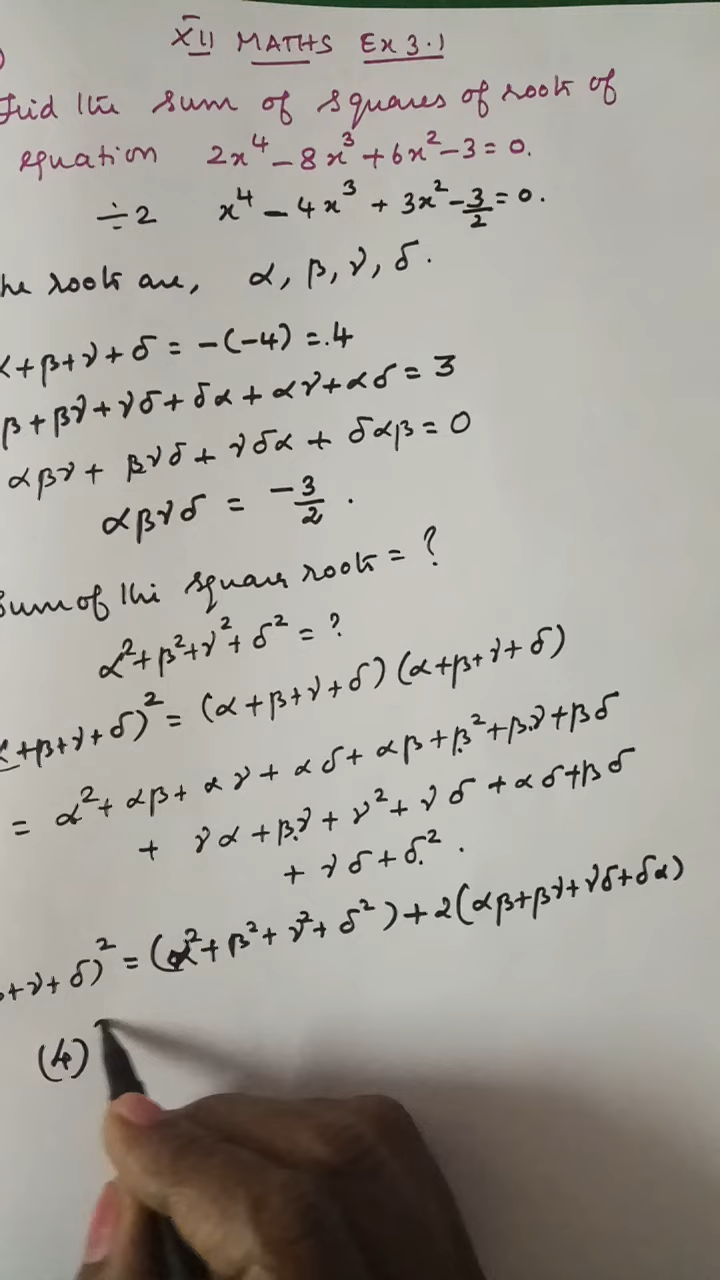 XII MATHS Ex 3.1
Find the sum of squares of root of
equation 2x⁴ - 8x³ + 6x² - 3 = 0.
÷2 x⁴ - 4x³ + 3x² - 3/2 = 0.
he roots are, α, β, γ, δ.
α + β + γ + δ = -(-4) = 4
β + βγ + γδ + δα + αγ + αδ = 3
αβγ + βγδ + γδα + δαβ = 0
αβγδ = -3/2 .
Sum of the square roots = ?
α² + β² + γ² + δ² = ?
α + β + γ + δ)² = (α + β + γ + δ) (α + β + γ + δ)
= α² + αβ + αγ + αδ + αβ + β² + βγ + βδ
+ γα + βγ + γ² + γδ + αδ + βδ
+ γδ + δ² .
+ γ + δ)² = (α² + β² + γ² + δ²) + 2(αβ + βγ + γδ + δα)
(4)